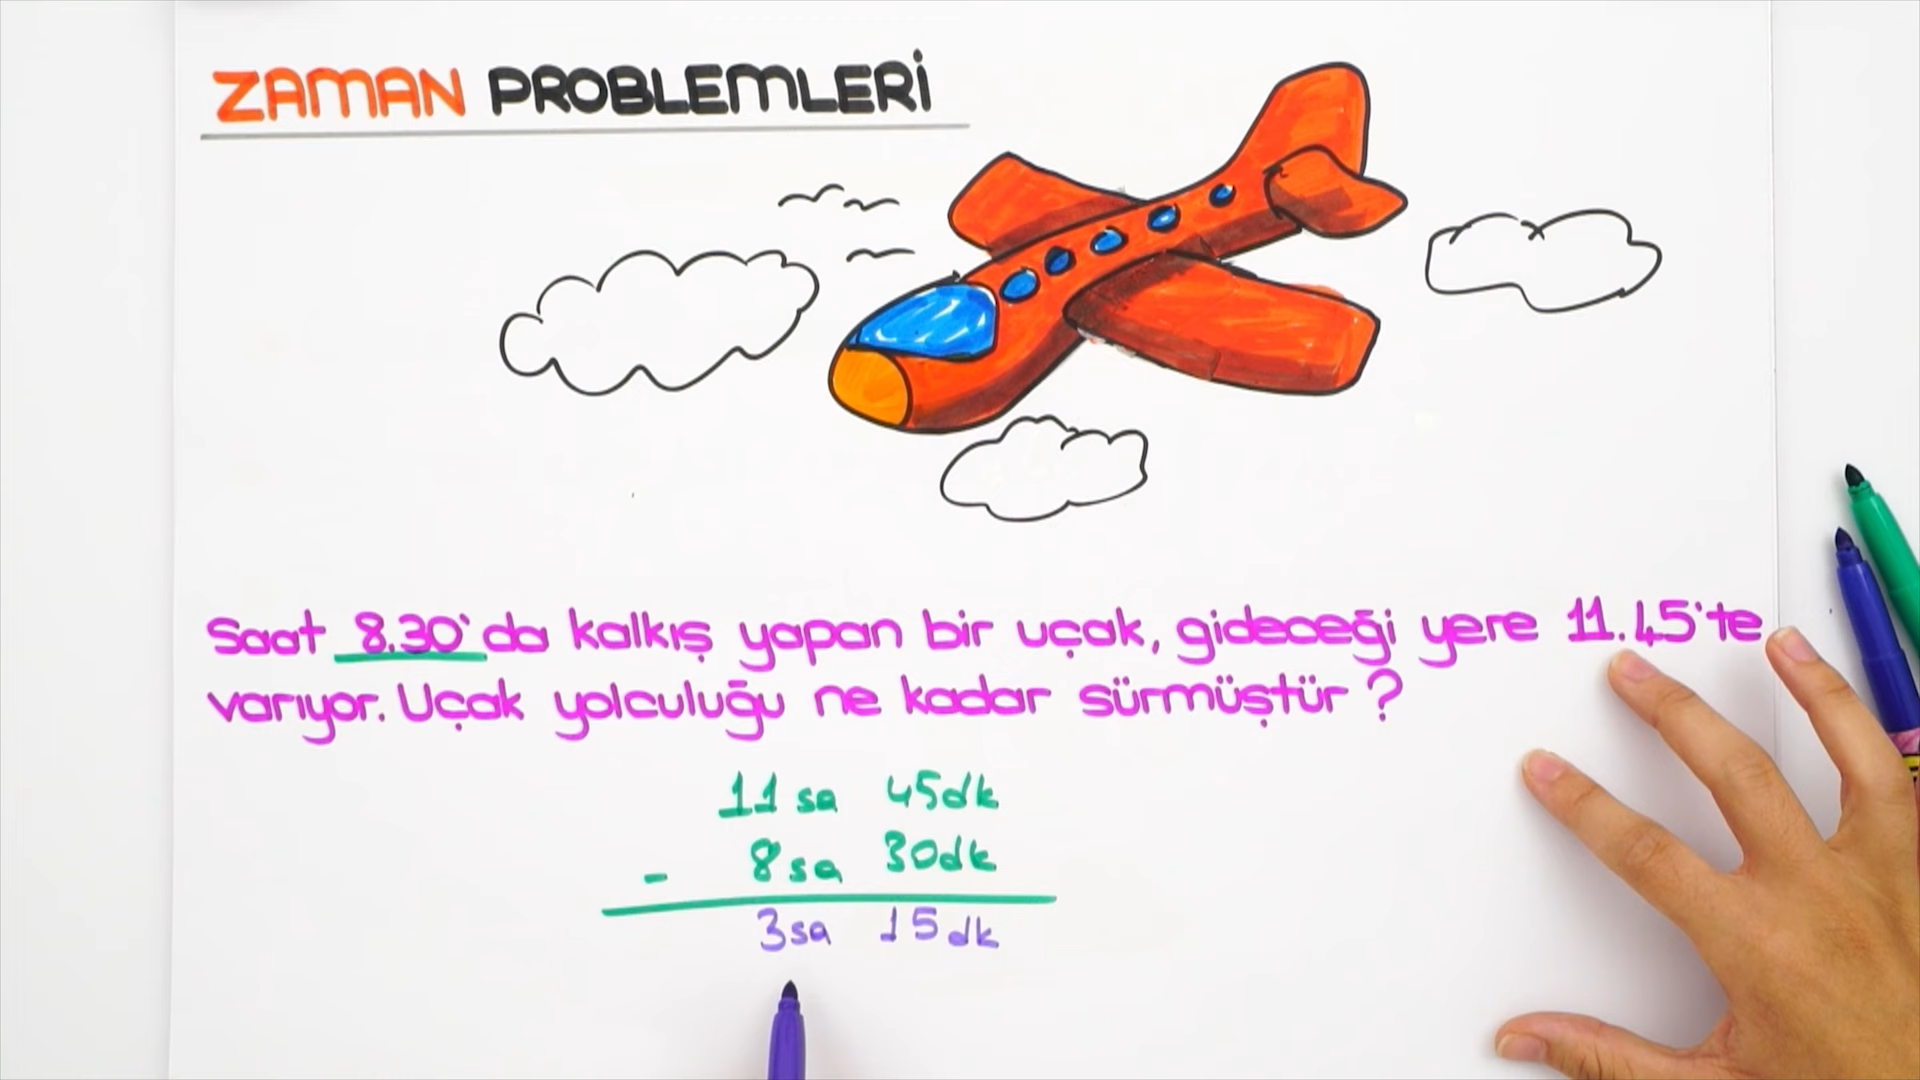 ZAMAN PROBLEMLERİ
Saat 8.30'da kalkış yapan bir uçak, gideceği yere 11.45'te
varıyor. Uçak yolculuğu ne kadar sürmüştür?
11 sa 45dk
- 8sa 30dk
3sa 15dk